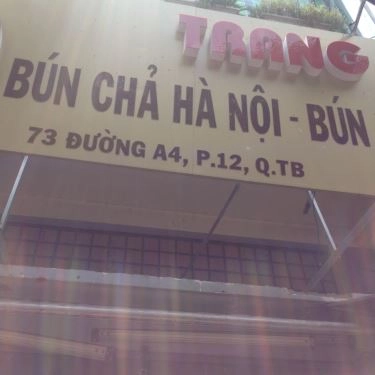 TRANG
BÚN CHẢ HÀ NỘI - BÚN
73 ĐƯỜNG A4, P.12, Q.TB